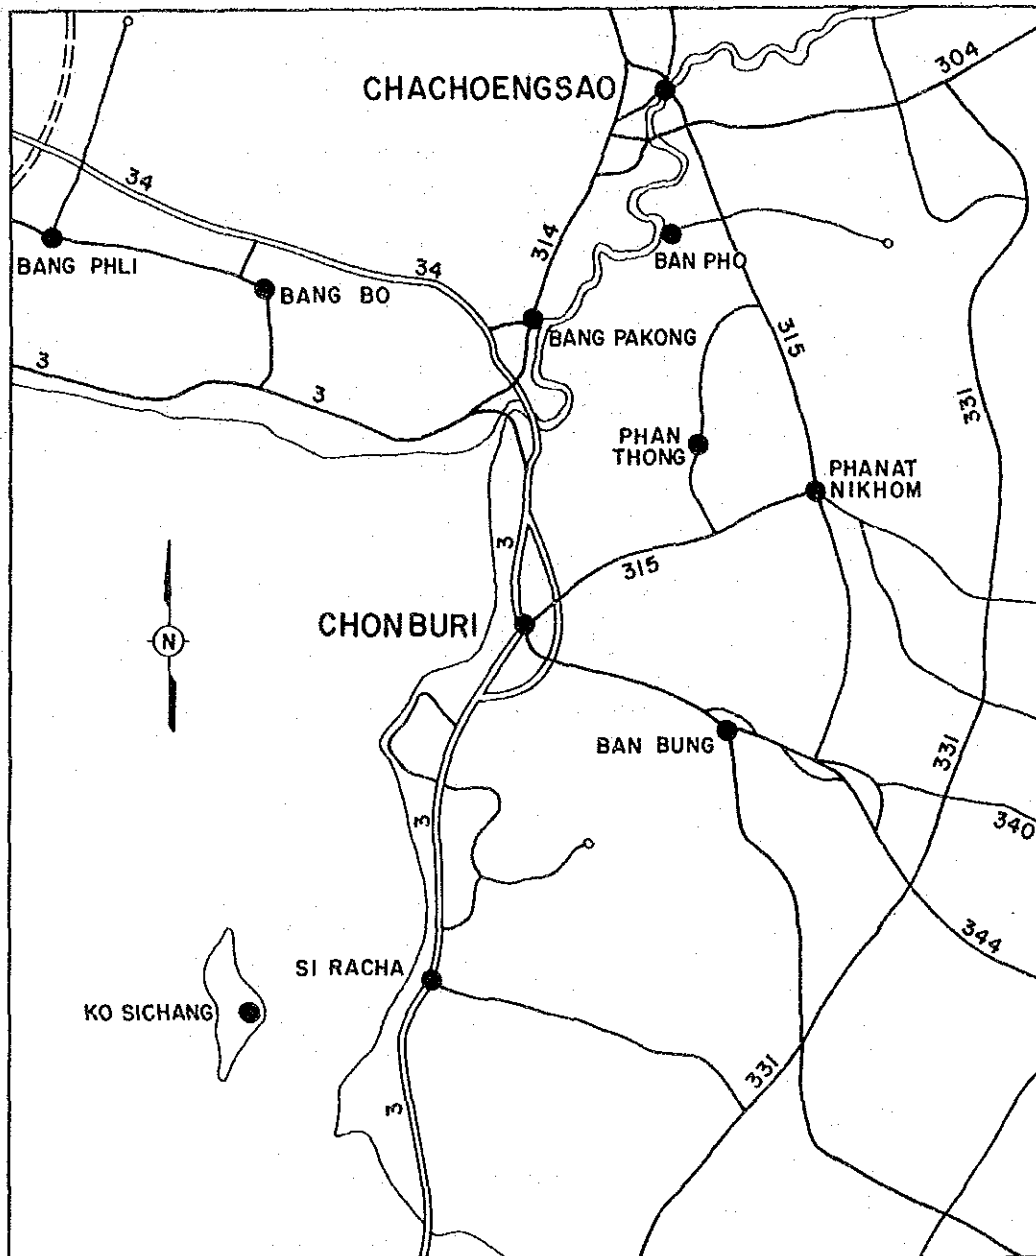 CHACHOENGSAO
304
34
314
BANG PHLI
BAN PHO
34
BANG BO
BANG PAKONG
315
3
3
331
PHAN
THONG
PHANAT
NIKHOM
3
315
N
CHONBURI
BAN BUNG
331
3
340
344
SI RACHA
KO SICHANG
331
3